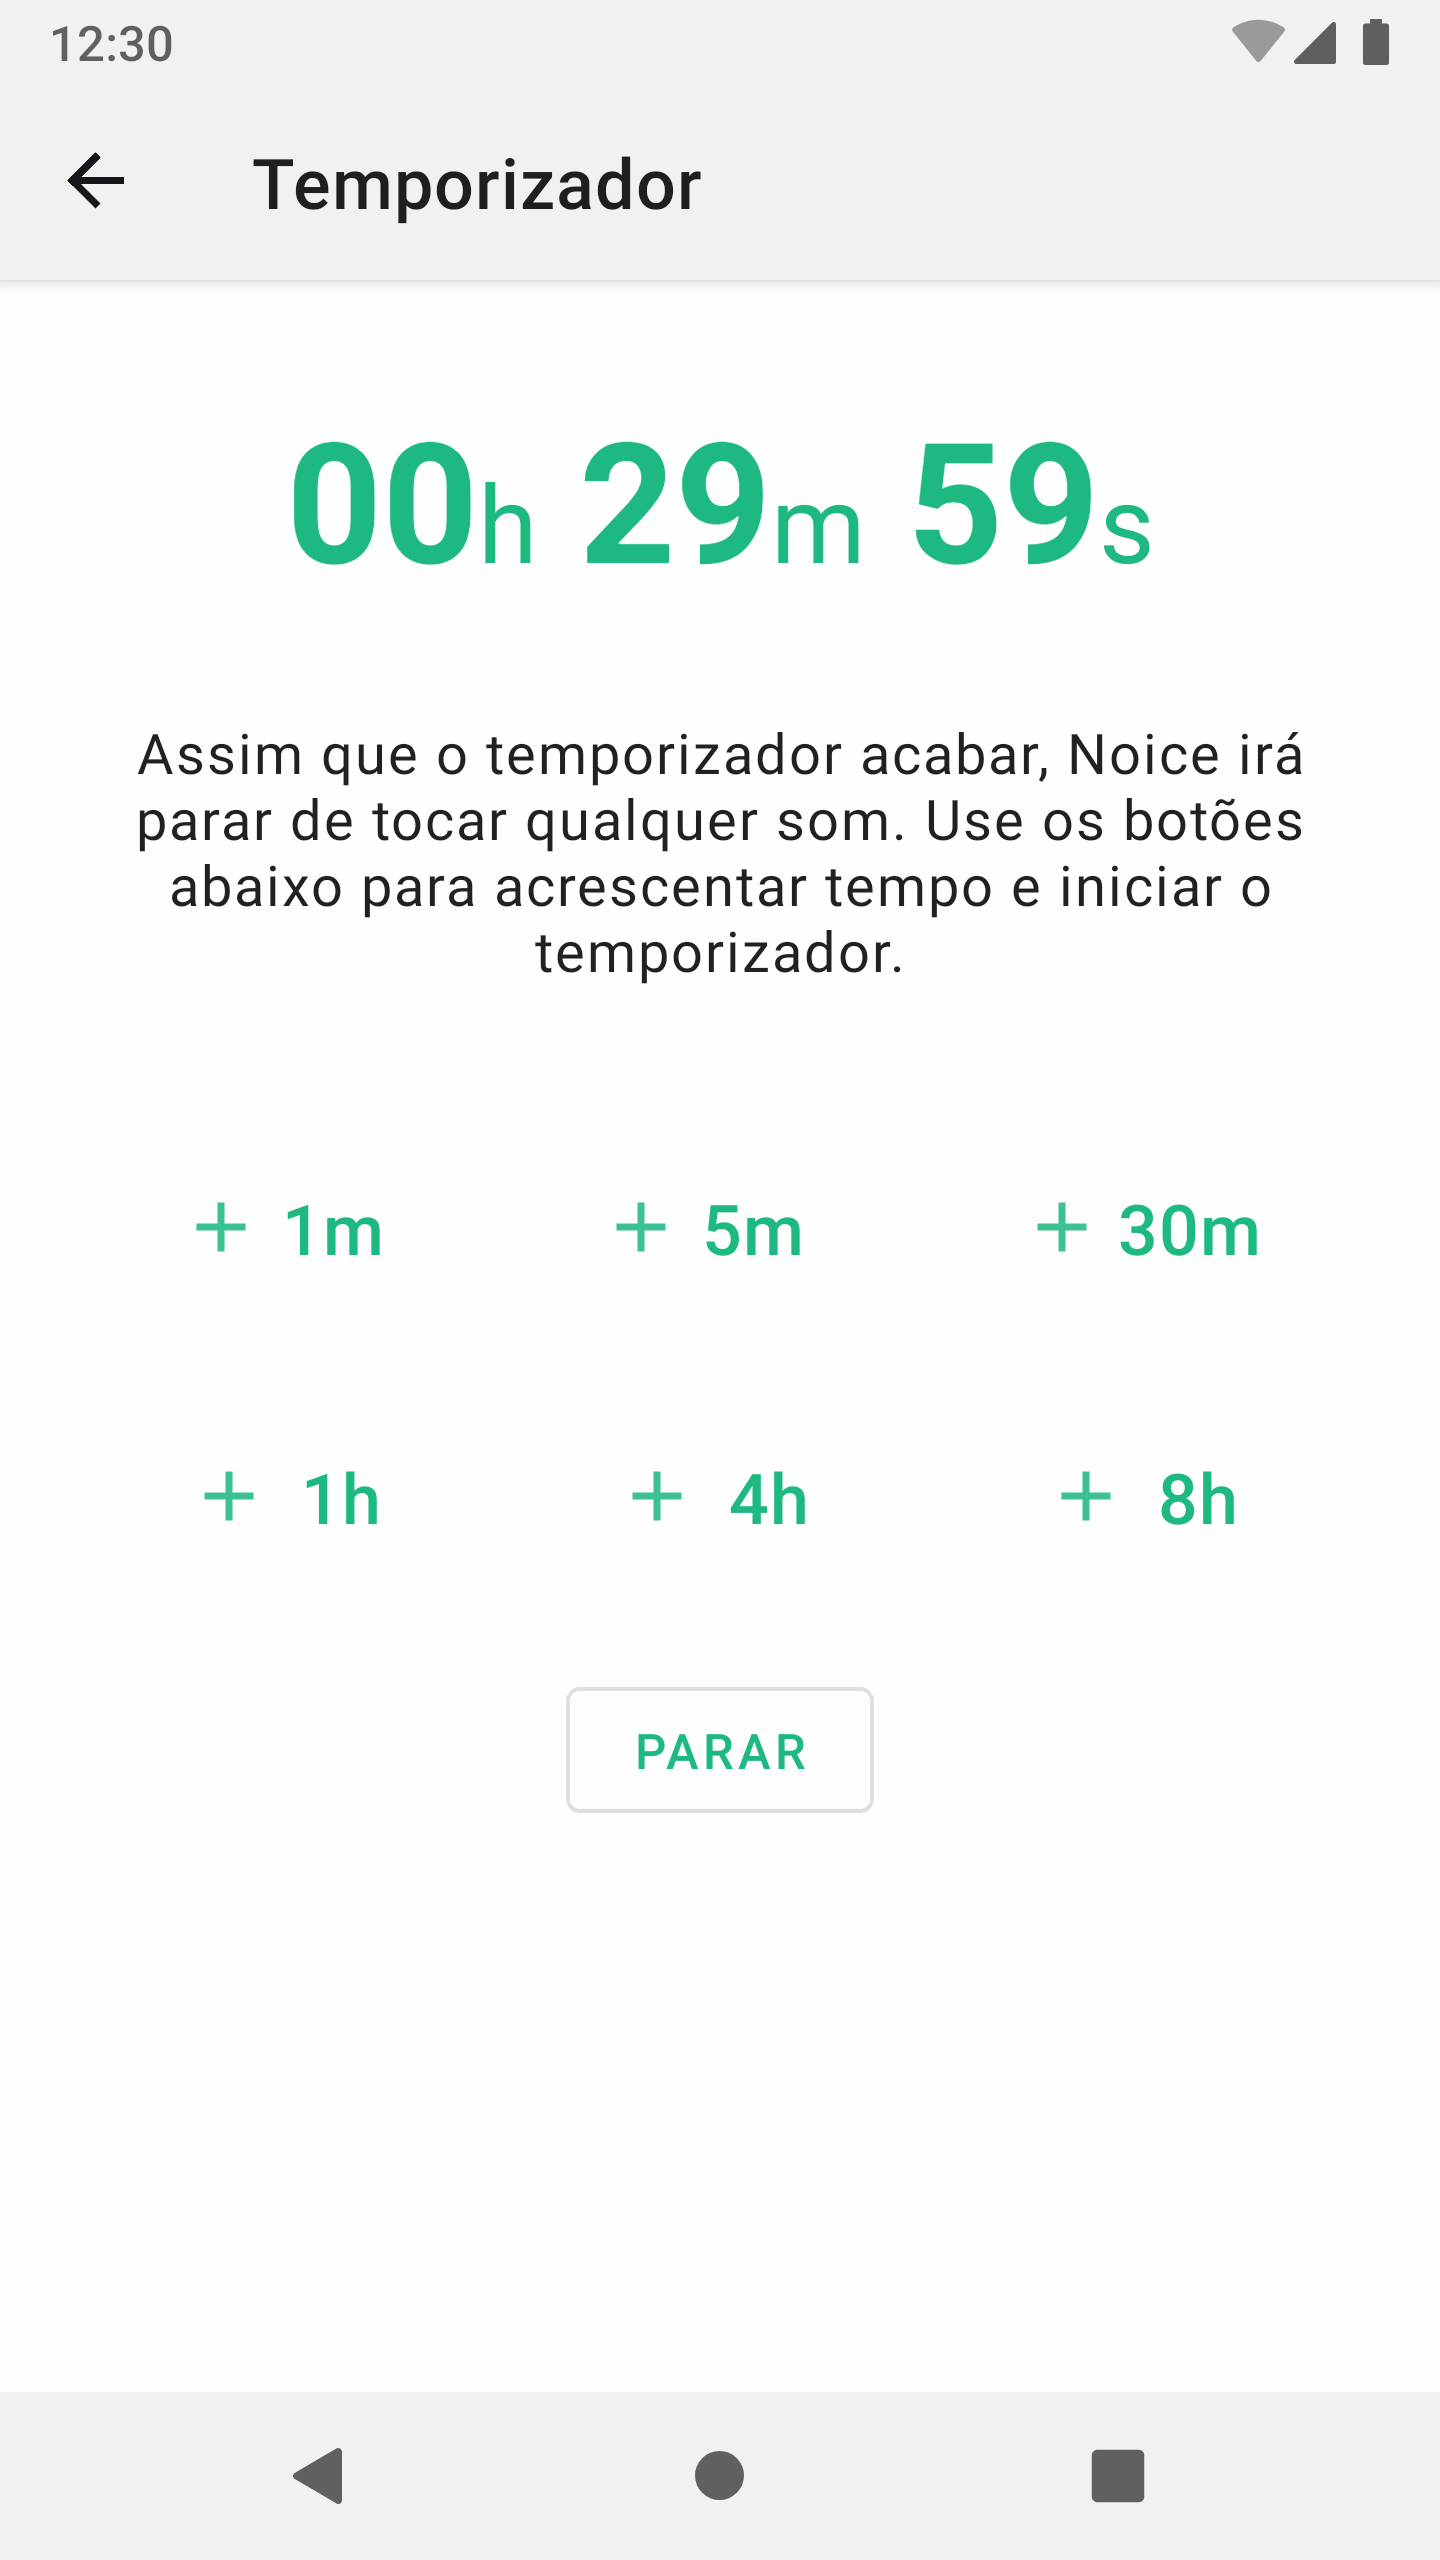 12:30
Temporizador
00h 29m 59s
Assim que o temporizador acabar, Noice irá
parar de tocar qualquer som. Use os botões
abaixo para acrescentar tempo e iniciar o
temporizador.
+ 1m + 5m + 30m
+ 1h + 4h + 8h
PARAR